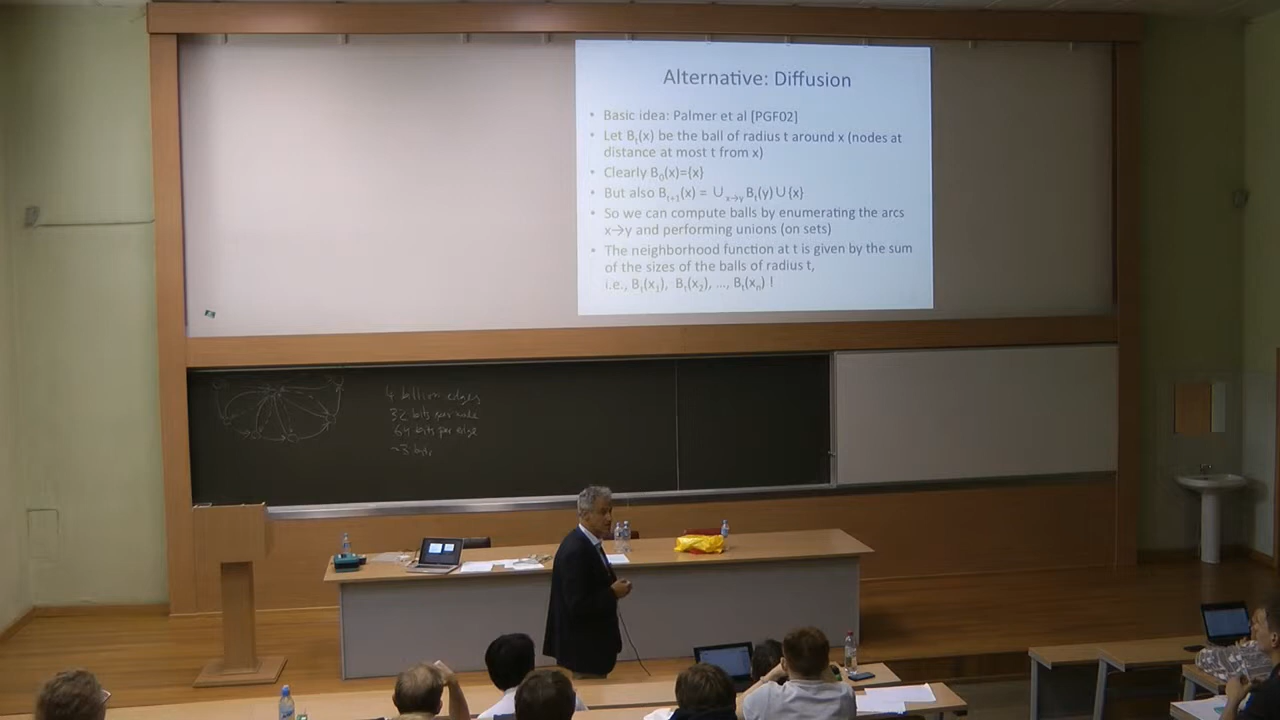 Alternative: Diffusion
• Basic idea: Palmer et al [PGF02]
• Let Bₜ(x) be the ball of radius t around x (nodes at
distance at most t from x)
• Clearly B₀(x)={x}
• But also Bₜ₊₁(x) = ∪ₓ→ᵧ Bₜ(y) ∪ {x}
• So we can compute balls by enumerating the arcs
x→y and performing unions (on sets)
• The neighborhood function at t is given by the sum
of the sizes of the balls of radius t,
i.e., Bₜ(x₁), Bₜ(x₂), ..., Bₜ(xₙ) !
4 billion edges
32 bits per node
64 bits per edge
~3 byt